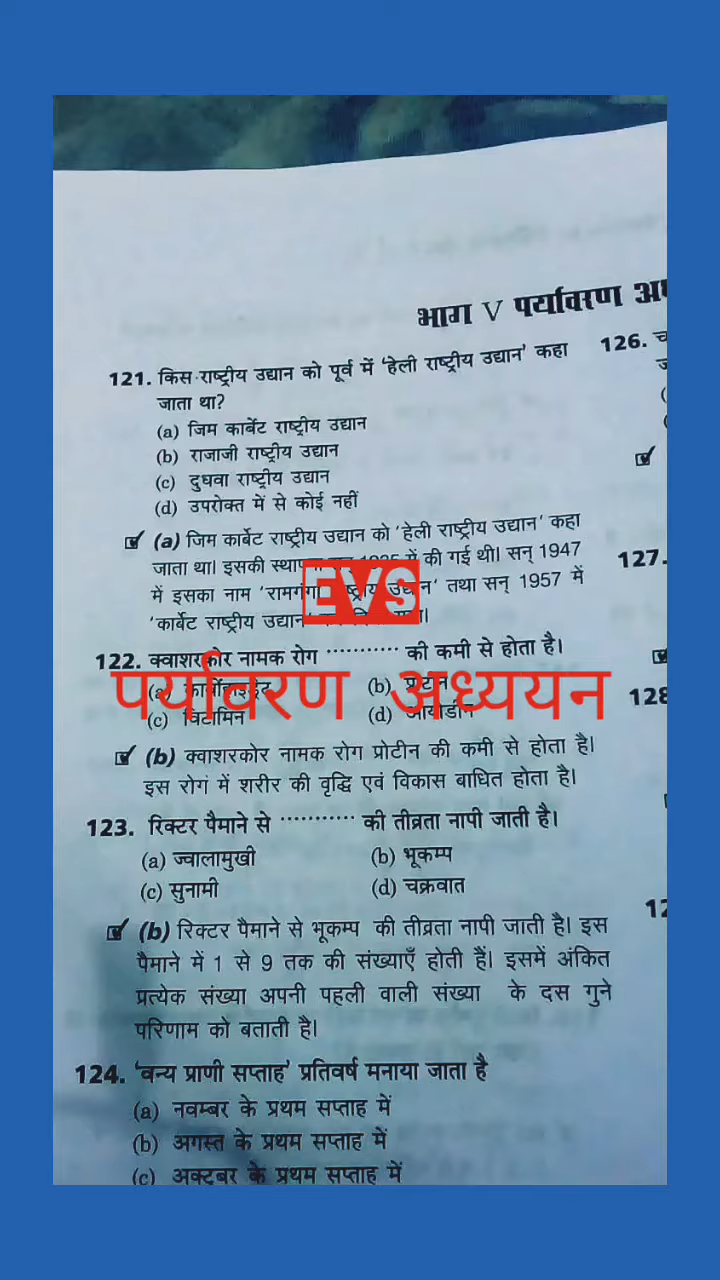 भाग V पर्यावरण
121. किस राष्ट्रीय उद्यान को पूर्व में 'हेली राष्ट्रीय उद्यान' कहा
जाता था?
(a) जिम कार्बेट राष्ट्रीय उद्यान
(b) राजाजी राष्ट्रीय उद्यान
(c) दुधवा राष्ट्रीय उद्यान
(d) उपरोक्त में से कोई नहीं
(a) जिम कार्बेट राष्ट्रीय उद्यान को 'हेली राष्ट्रीय उद्यान' कहा
जाता था। इसकी में की गई थी। सन् 1947
में इसका नाम तथा सन् 1957 में
'कार्बेट राष्ट्रीय उद्यान'
EVS
122. क्वाशरकोर नामक रोग ........... की कमी से होता है।
पर्यावरण अध्ययन
(a) कार्बोहाइड्रेट (b) प्रोटीन
(c) विटामिन (d) आयोडीन
(b) क्वाशरकोर नामक रोग प्रोटीन की कमी से होता है।
इस रोग में शरीर की वृद्धि एवं विकास बाधित होता है।
123. रिक्टर पैमाने से ........... की तीव्रता नापी जाती है।
(a) ज्वालामुखी (b) भूकम्प
(c) सुनामी (d) चक्रवात
(b) रिक्टर पैमाने से भूकम्प की तीव्रता नापी जाती है। इस
पैमाने में 1 से 9 तक की संख्याएँ होती हैं। इसमें अंकित
प्रत्येक संख्या अपनी पहली वाली संख्या के दस गुने
परिणाम को बताती है।
124. 'वन्य प्राणी सप्ताह' प्रतिवर्ष मनाया जाता है
(a) नवम्बर के प्रथम सप्ताह में
(b) अगस्त के प्रथम सप्ताह में
(c) अक्टूबर के प्रथम सप्ताह में
126.
127.
128